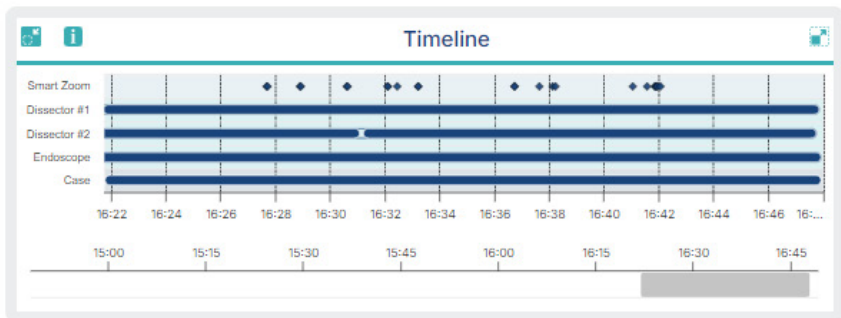 i
Timeline
Smart Zoom
Dissector #1
Dissector #2
Endoscope
Case
16:22 16:24 16:26 16:28 16:30 16:32 16:34 16:36 16:38 16:40 16:42 16:44 16:46 16:...
15:00 15:15 15:30 15:45 16:00 16:15 16:30 16:45